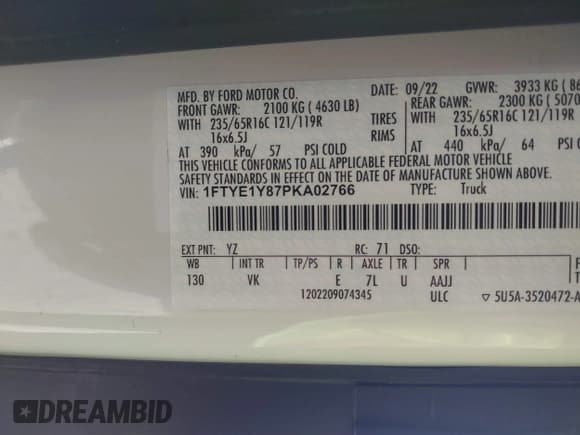 MFD. BY FORD MOTOR CO. DATE: 09/22 GVWR: 3933 KG ( 86
FRONT GAWR: 2100 KG ( 4630 LB) REAR GAWR: 2300 KG ( 5070
WITH 235/65R16C 121/119R TIRES WITH 235/65R16C 121/119R
16x6.5J RIMS 16x6.5J
AT 390 kPa/ 57 PSI COLD AT 440 kPa/ 64 PSI COLD
THIS VEHICLE CONFORMS TO ALL APPLICABLE FEDERAL MOTOR VEHICLE
SAFETY STANDARDS IN EFFECT ON THE DATE OF MANUFACTURE SHOWN ABOVE.
VIN: 1FTYE1Y87PKA02766 TYPE: Truck
EXT PNT: YZ RC: 71 DSO:
WB INT TR TP/PS R AXLE TR SPR
130 VK E 7L U AAJJ
1202209074345 ULC ▽ 5U5A-3520472-A
DREAMBID